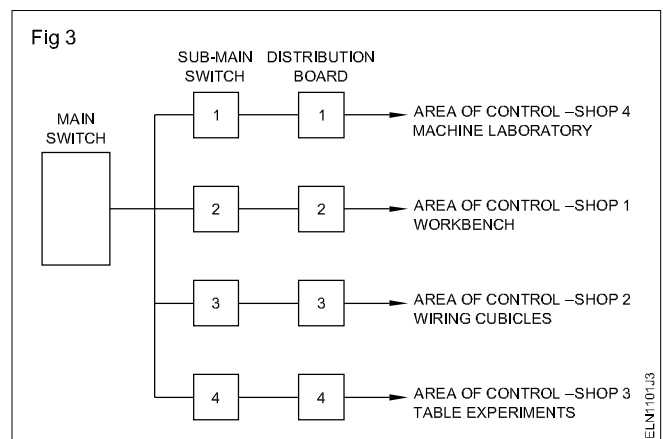 Fig 3
SUB-MAIN
SWITCH
DISTRIBUTION
BOARD
MAIN
SWITCH
1
1
AREA OF CONTROL –SHOP 4
MACHINE LABORATORY
2
2
AREA OF CONTROL –SHOP 1
WORKBENCH
3
3
AREA OF CONTROL –SHOP 2
WIRING CUBICLES
4
4
AREA OF CONTROL –SHOP 3
TABLE EXPERIMENTS
ELN1101J3